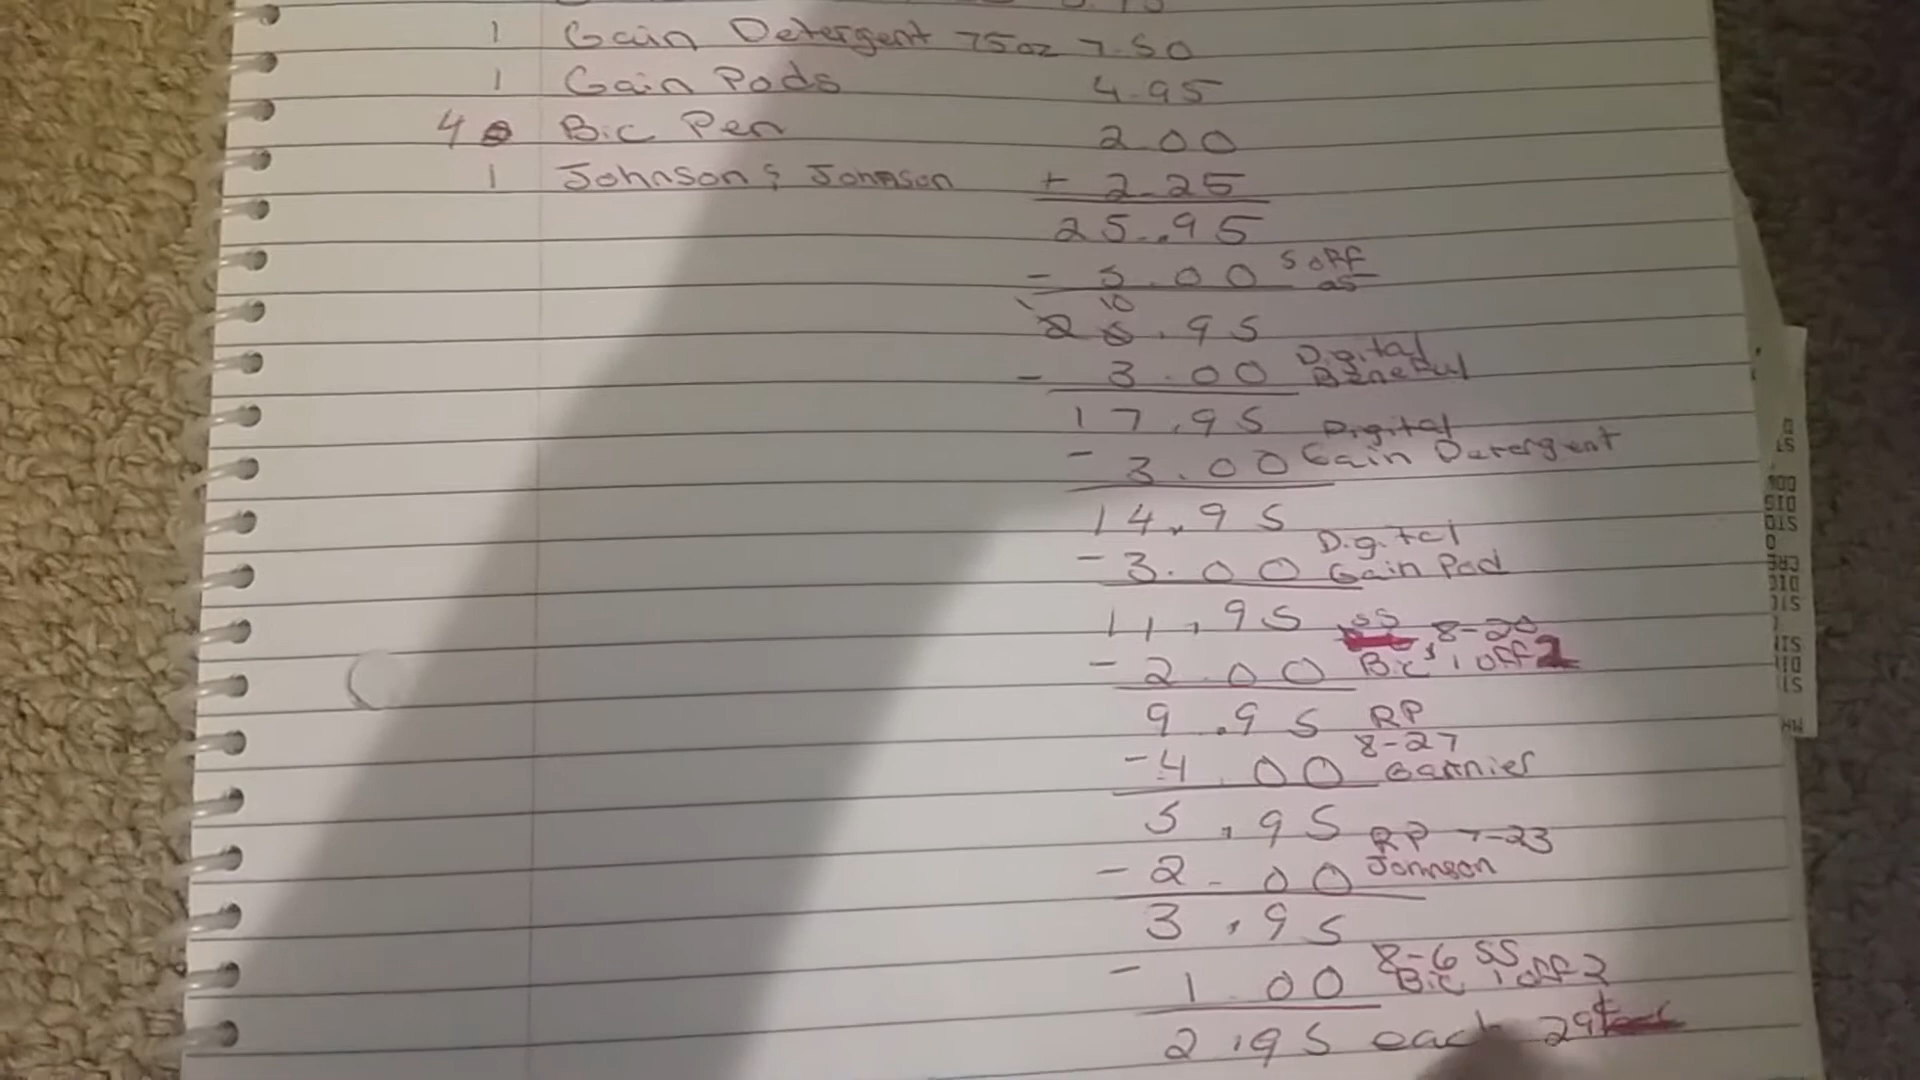 1 Gain Detergent 75oz 7.50
1 Gain Pods 4.95
4 Bic Pen 2.00
1 Johnson & Johnson + 2.25
25.95
- 5.00 5 off 25
10
20.95
- 3.00 Digital Beneful
17.95
- 3.00 Digital Gain Detergent
14.95
- 3.00 Digital Gain Pod
11.95
- 2.00 SS 8-20 Bic's 1 off 2
9.95
- 4.00 RP 8-27 Garnier
5.95
- 2.00 RP 7-23 Johnson
3.95
- 1.00 8-6 SS Bic 1 off 2
2.95 each 29¢